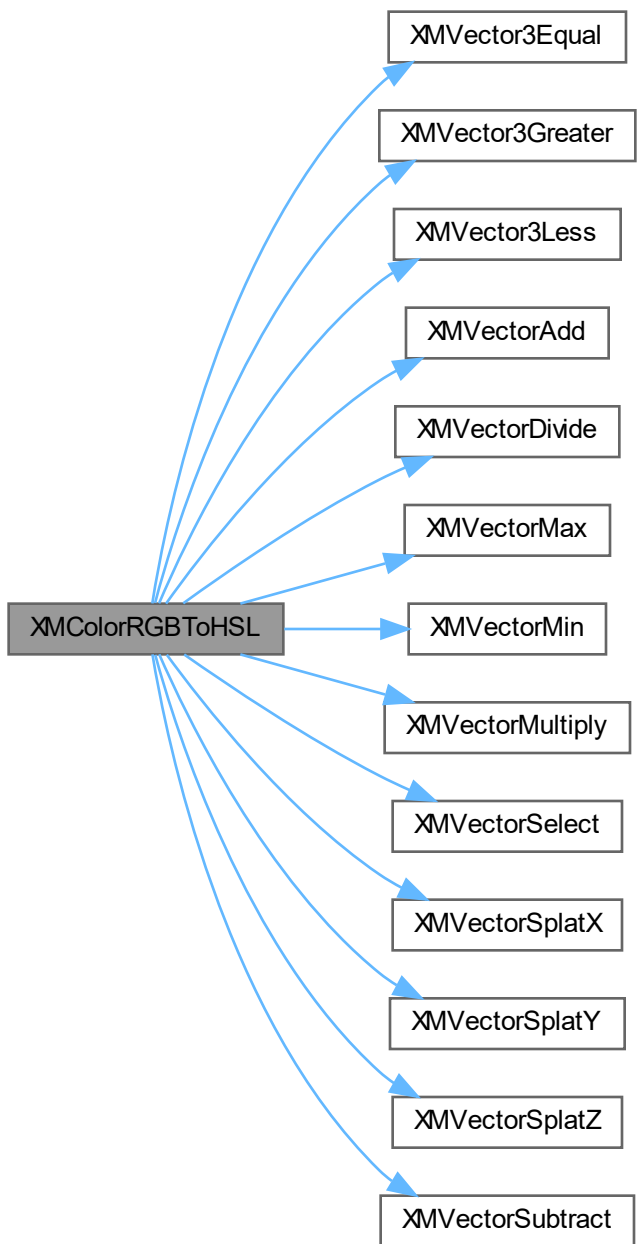 XMVector3Equal
XMVector3Greater
XMVector3Less
XMVectorAdd
XMVectorDivide
XMVectorMax
XMColorRGBToHSL
XMVectorMin
XMVectorMultiply
XMVectorSelect
XMVectorSplatX
XMVectorSplatY
XMVectorSplatZ
XMVectorSubtract